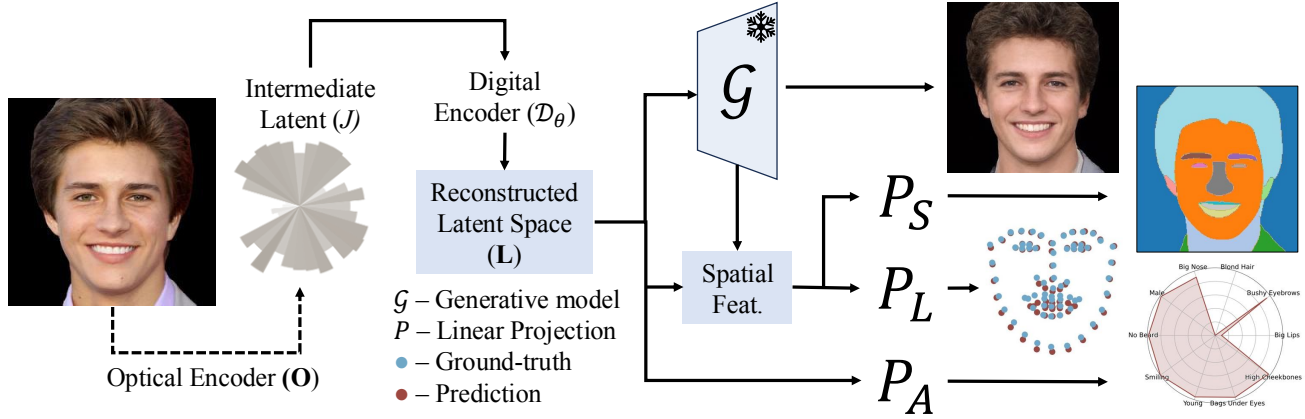 Intermediate
Latent (J)
Digital
Encoder (𝒟_θ)
Reconstructed
Latent Space
(L)
𝒢
Spatial
Feat.
P_S
P_L
P_A
𝒢 – Generative model
P – Linear Projection
– Ground-truth
– Prediction
Optical Encoder (O)
Big Nose
Blond Hair
Male
Bushy Eyebrows
No Beard
Big Lips
Smiling
High Cheekbones
Young
Bags Under Eyes